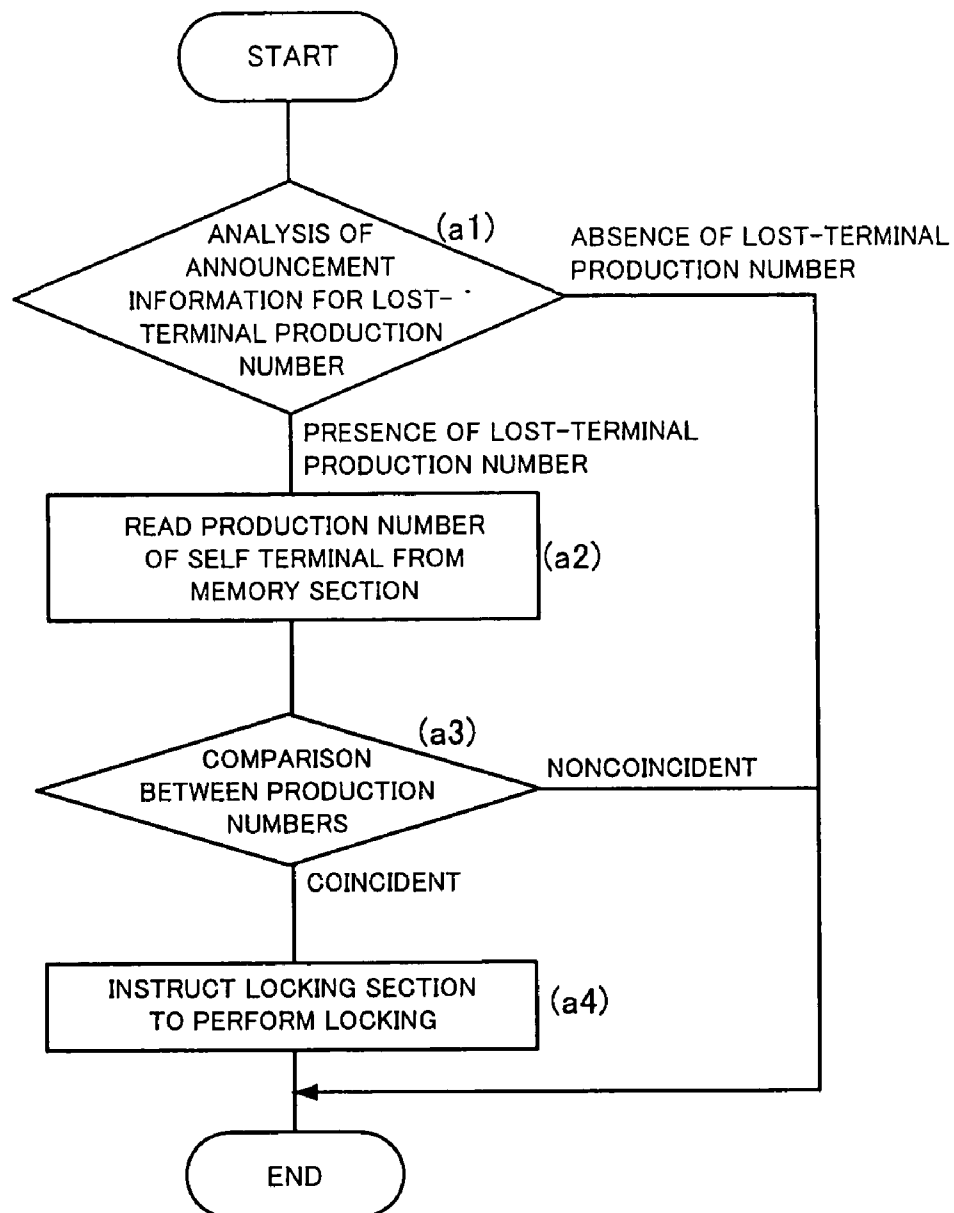 START
(a1)
ANALYSIS OF
ANNOUNCEMENT
INFORMATION FOR LOST-
TERMINAL PRODUCTION
NUMBER
ABSENCE OF LOST-TERMINAL
PRODUCTION NUMBER
PRESENCE OF LOST-TERMINAL
PRODUCTION NUMBER
READ PRODUCTION NUMBER
OF SELF TERMINAL FROM
MEMORY SECTION
(a2)
(a3)
COMPARISON
BETWEEN PRODUCTION
NUMBERS
NONCOINCIDENT
COINCIDENT
INSTRUCT LOCKING SECTION
TO PERFORM LOCKING
(a4)
END